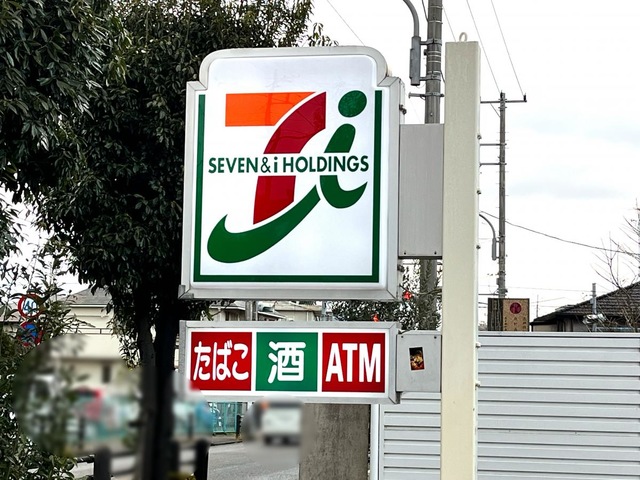 SEVEN&i HOLDINGS
たばこ 酒 ATM